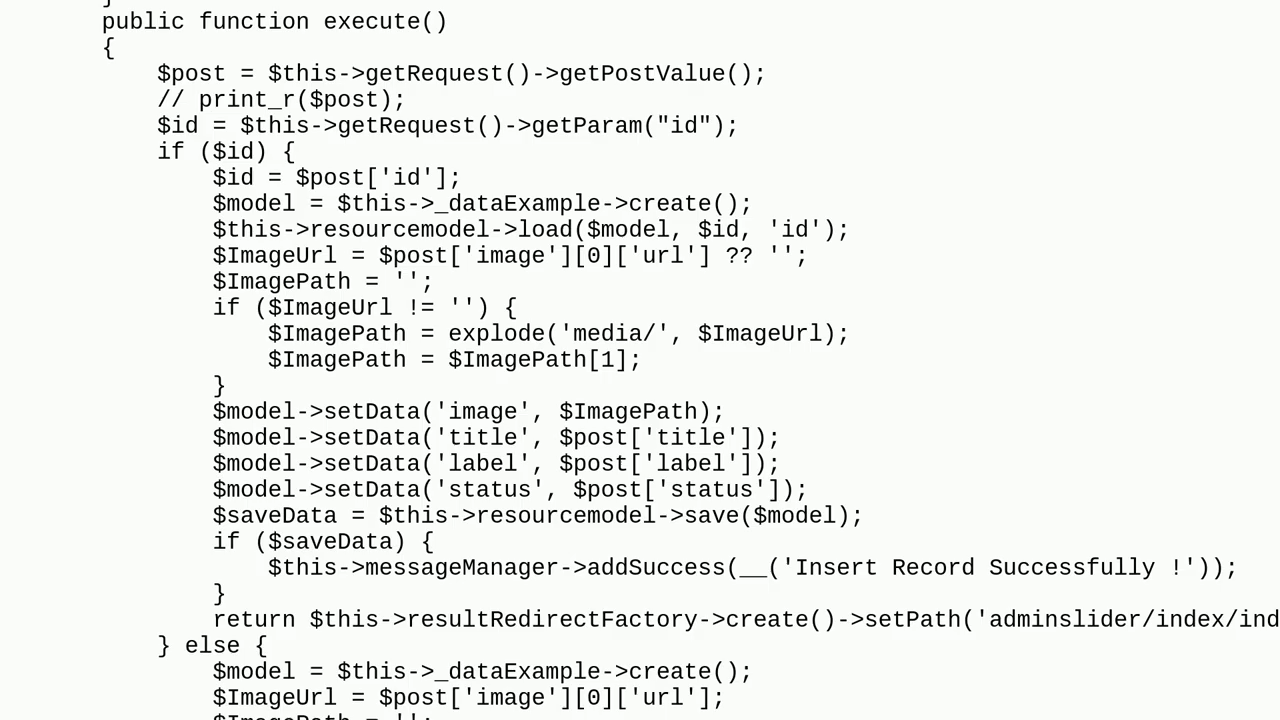 }
public function execute()
{
$post = $this->getRequest()->getPostValue();
// print_r($post);
$id = $this->getRequest()->getParam("id");
if ($id) {
$id = $post['id'];
$model = $this->_dataExample->create();
$this->resourcemodel->load($model, $id, 'id');
$ImageUrl = $post['image'][0]['url'] ?? '';
$ImagePath = '';
if ($ImageUrl != '') {
$ImagePath = explode('media/', $ImageUrl);
$ImagePath = $ImagePath[1];
}
$model->setData('image', $ImagePath);
$model->setData('title', $post['title']);
$model->setData('label', $post['label']);
$model->setData('status', $post['status']);
$saveData = $this->resourcemodel->save($model);
if ($saveData) {
$this->messageManager->addSuccess(__('Insert Record Successfully !'));
}
return $this->resultRedirectFactory->create()->setPath('adminslider/index/ind
} else {
$model = $this->_dataExample->create();
$ImageUrl = $post['image'][0]['url'];
$ImagePath = '';